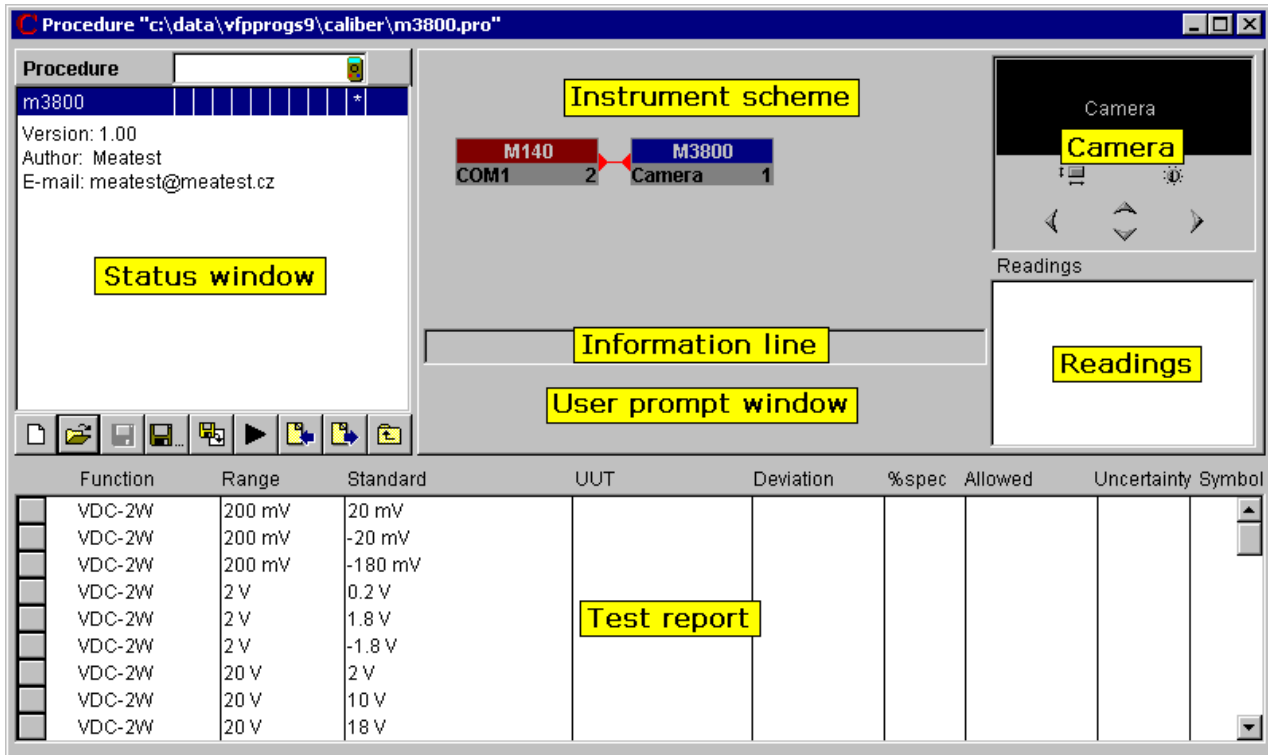 Procedure "c:\data\vfpprogs9\caliber\m3800.pro"
Procedure
m3800 *
Version: 1.00
Author: Meatest
E-mail: meatest@meatest.cz
Status window
Instrument scheme
M140 M3800
COM1 2 Camera 1
Information line
User prompt window
Camera
Camera
Readings
Readings
Function Range Standard UUT Deviation %spec Allowed Uncertainty Symbol
VDC-2W 200 mV 20 mV
VDC-2W 200 mV -20 mV
VDC-2W 200 mV -180 mV
VDC-2W 2 V 0.2 V
VDC-2W 2 V 1.8 V
VDC-2W 2 V -1.8 V
VDC-2W 20 V 2 V
VDC-2W 20 V 10 V
VDC-2W 20 V 18 V
Test report